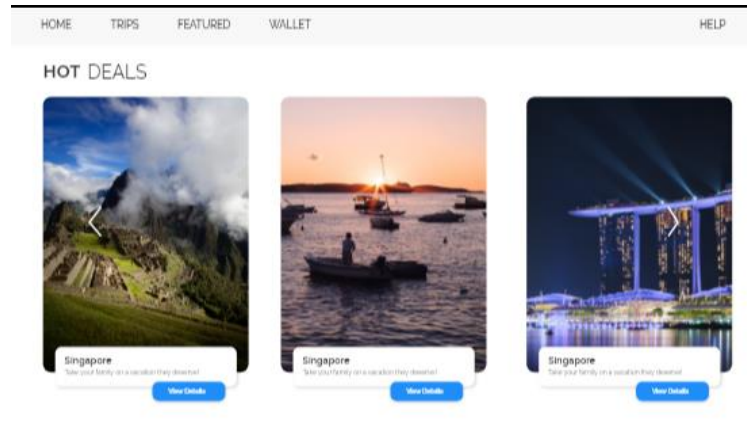 HOME TRIPS FEATURED WALLET HELP
HOT DEALS
Singapore
Take your family on a vacation they deserve!
View Details
Singapore
Take your family on a vacation they deserve!
View Details
Singapore
Take your family on a vacation they deserve!
View Details